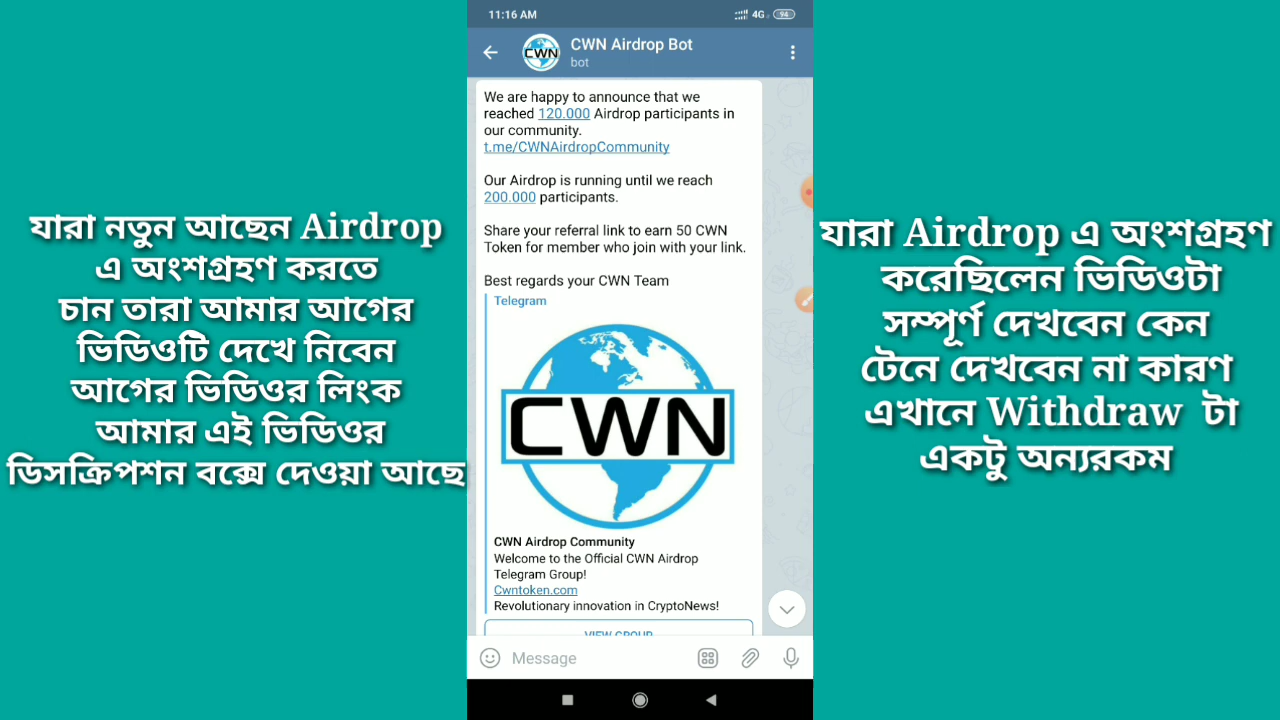 যারা নতুন আছেন Airdrop
এ অংশগ্রহণ করতে
চান তারা আমার আগের
ভিডিওটি দেখে নিবেন
আগের ভিডিওর লিংক
আমার এই ভিডিওর
ডিসক্রিপশন বক্সে দেওয়া আছে
11:16 AM
4G
94
CWN
CWN Airdrop Bot
bot
We are happy to announce that we
reached 120.000 Airdrop participants in
our community.
t.me/CWNAirdropCommunity
Our Airdrop is running until we reach
200.000 participants.
Share your referral link to earn 50 CWN
Token for member who join with your link.
Best regards your CWN Team
Telegram
CWN
CWN Airdrop Community
Welcome to the Official CWN Airdrop
Telegram Group!
Cwntoken.com
Revolutionary innovation in CryptoNews!
VIEW GROUP
Message
যারা Airdrop এ অংশগ্রহণ
করেছিলেন ভিডিওটা
সম্পূর্ণ দেখবেন কেন
টেনে দেখবেন না কারণ
এখানে Withdraw টা
একটু অন্যরকম